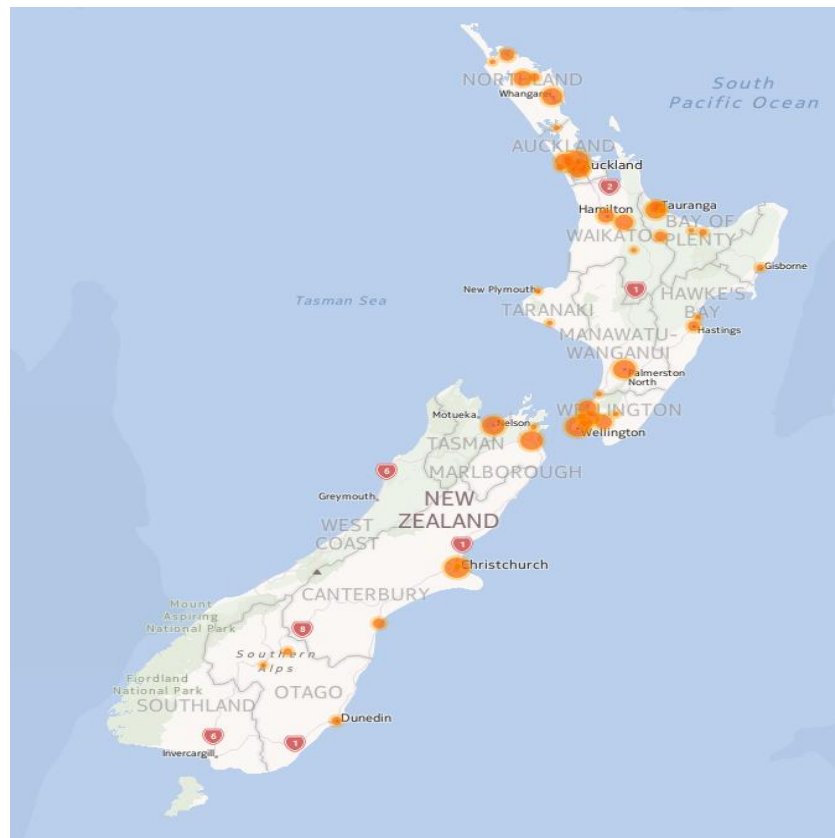 NORTHLAND
South
Pacific Ocean
Whangarei
AUCKLAND
Auckland
2
Hamilton
Tauranga
BAY OF
PLENTY
WAIKATO
Gisborne
1
New Plymouth
HAWKE'S
BAY
Tasman Sea
TARANAKI
MANAWATU-
WANGANUI
Hastings
Palmerston
North
WELLINGTON
Motueka
Nelson
Wellington
TASMAN
MARLBOROUGH
6
Greymouth
NEW
ZEALAND
WEST
COAST
1
Christchurch
CANTERBURY
Mount
Aspiring
National Park
8
Southern
Alps
Fiordland
National Park
OTAGO
SOUTHLAND
Dunedin
6
1
Invercargill